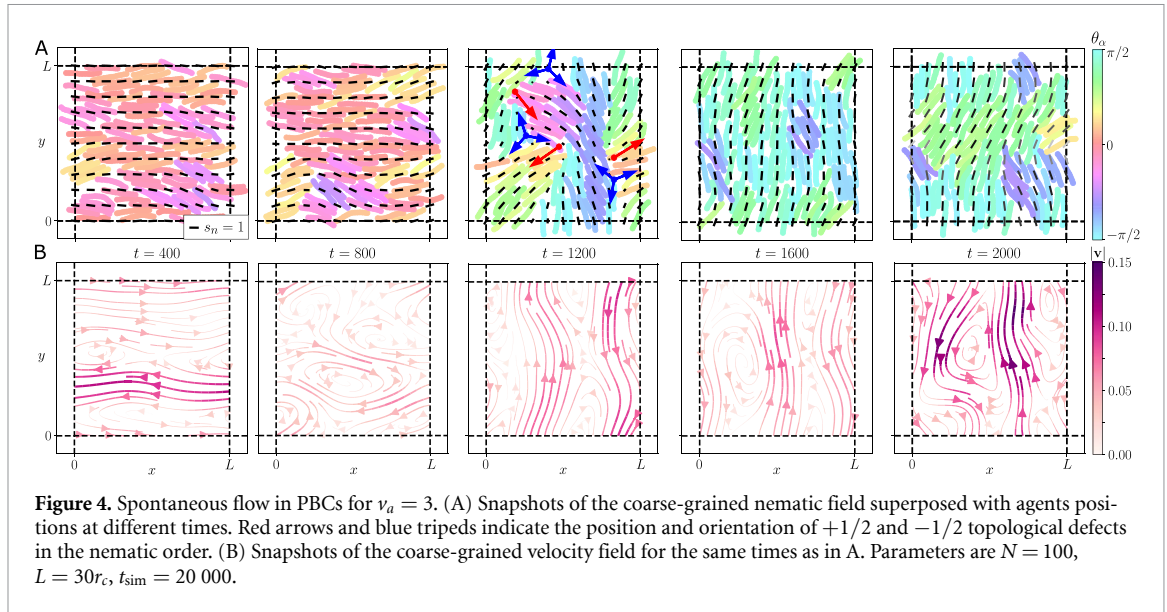 A
θα
L
y
0
s_n = 1
π/2
0
−π/2
B
t = 400
t = 800
t = 1200
t = 1600
t = 2000
|v|
L
y
0
0.15
0.10
0.05
0.00
0 L
0 L
0 L
0 L
0 L
x
x
x
x
x
Figure 4. Spontaneous flow in PBCs for νa = 3. (A) Snapshots of the coarse-grained nematic field superposed with agents posi-
tions at different times. Red arrows and blue tripeds indicate the position and orientation of +1/2 and −1/2 topological defects
in the nematic order. (B) Snapshots of the coarse-grained velocity field for the same times as in A. Parameters are N = 100,
L = 30rc, tsim = 20 000.